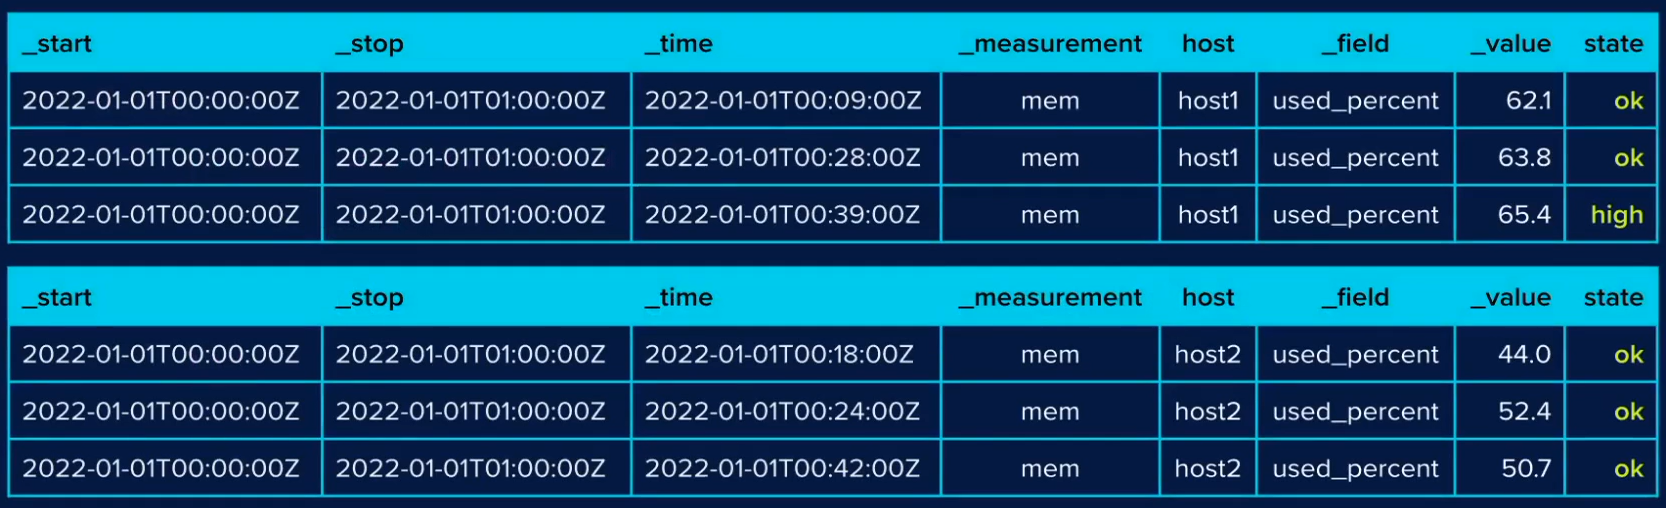 _start _stop _time _measurement host _field _value state
2022-01-01T00:00:00Z 2022-01-01T01:00:00Z 2022-01-01T00:09:00Z mem host1 used_percent 62.1 ok
2022-01-01T00:00:00Z 2022-01-01T01:00:00Z 2022-01-01T00:28:00Z mem host1 used_percent 63.8 ok
2022-01-01T00:00:00Z 2022-01-01T01:00:00Z 2022-01-01T00:39:00Z mem host1 used_percent 65.4 high
_start _stop _time _measurement host _field _value state
2022-01-01T00:00:00Z 2022-01-01T01:00:00Z 2022-01-01T00:18:00Z mem host2 used_percent 44.0 ok
2022-01-01T00:00:00Z 2022-01-01T01:00:00Z 2022-01-01T00:24:00Z mem host2 used_percent 52.4 ok
2022-01-01T00:00:00Z 2022-01-01T01:00:00Z 2022-01-01T00:42:00Z mem host2 used_percent 50.7 ok